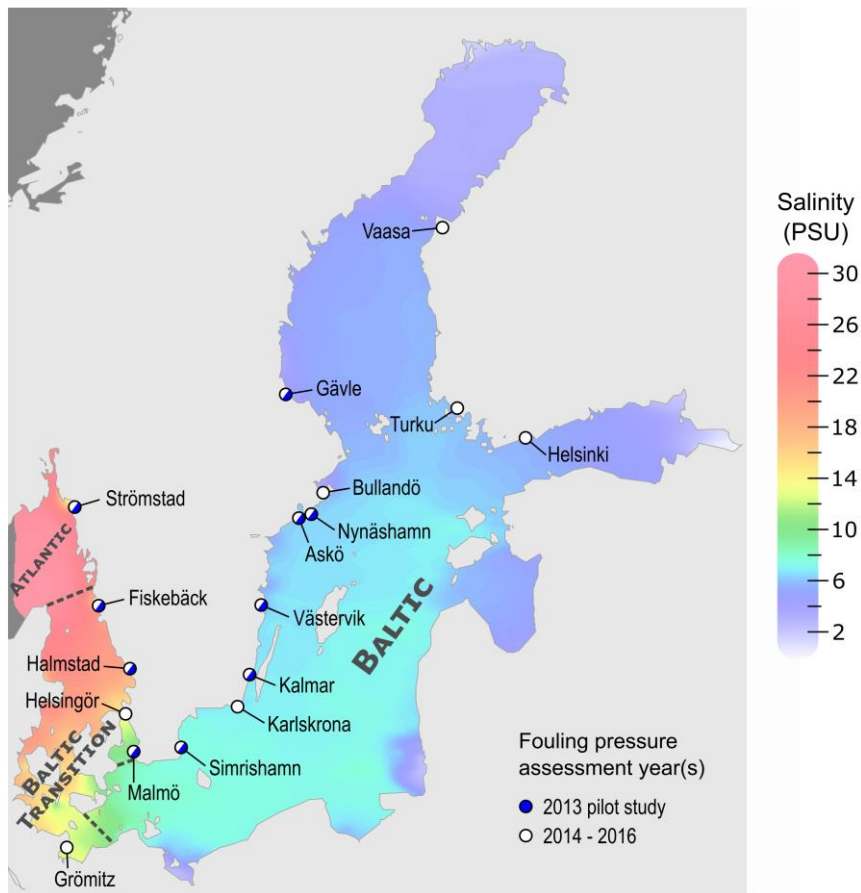 Salinity
(PSU)
30
26
22
18
14
10
6
2
Vaasa
Gävle
Turku
Helsinki
Bullandö
Strömstad
Nynäshamn
Askö
ATLANTIC
Fiskebäck
Västervik
BALTIC
Halmstad
Kalmar
Helsingör
Karlskrona
BALTIC
TRANSITION
Simrishamn
Malmö
Grömitz
Fouling pressure
assessment year(s)
2013 pilot study
2014 - 2016